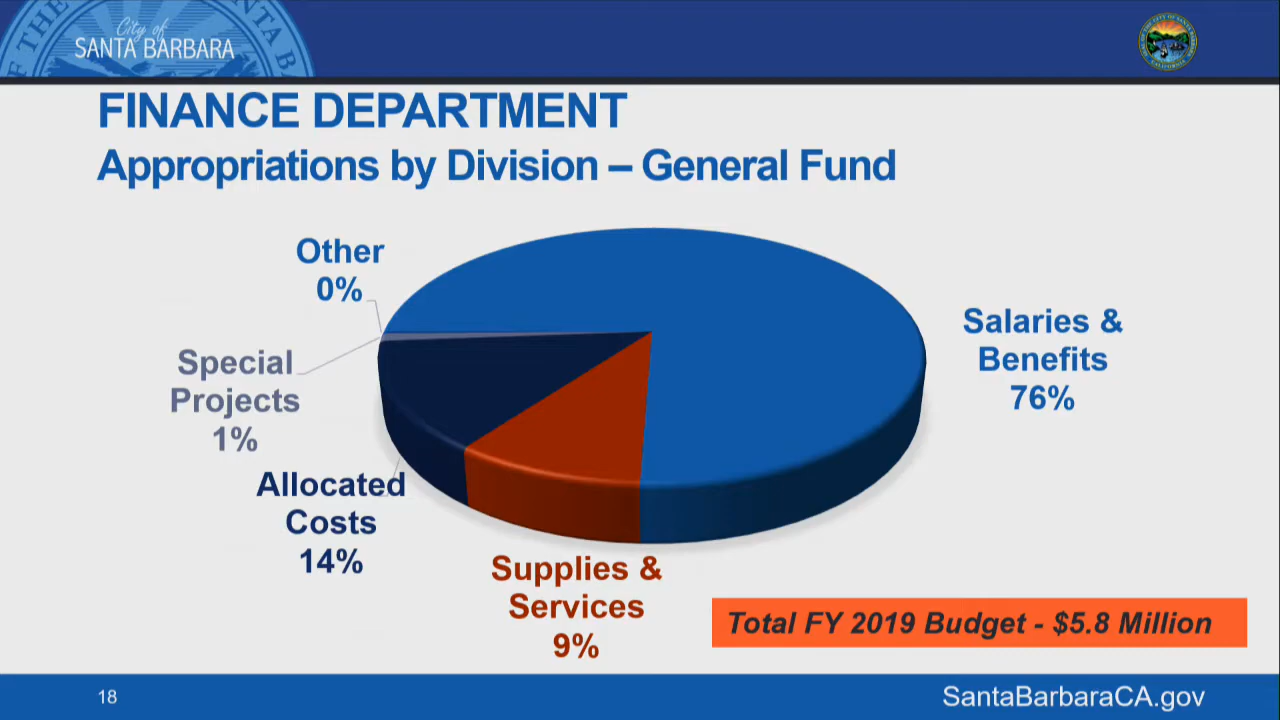 City of
SANTA BARBARA
FINANCE DEPARTMENT
Appropriations by Division – General Fund
Other
0%
Special
Projects
1%
Allocated
Costs
14%
Supplies &
Services
9%
Salaries &
Benefits
76%
Total FY 2019 Budget - $5.8 Million
18
SantaBarbaraCA.gov